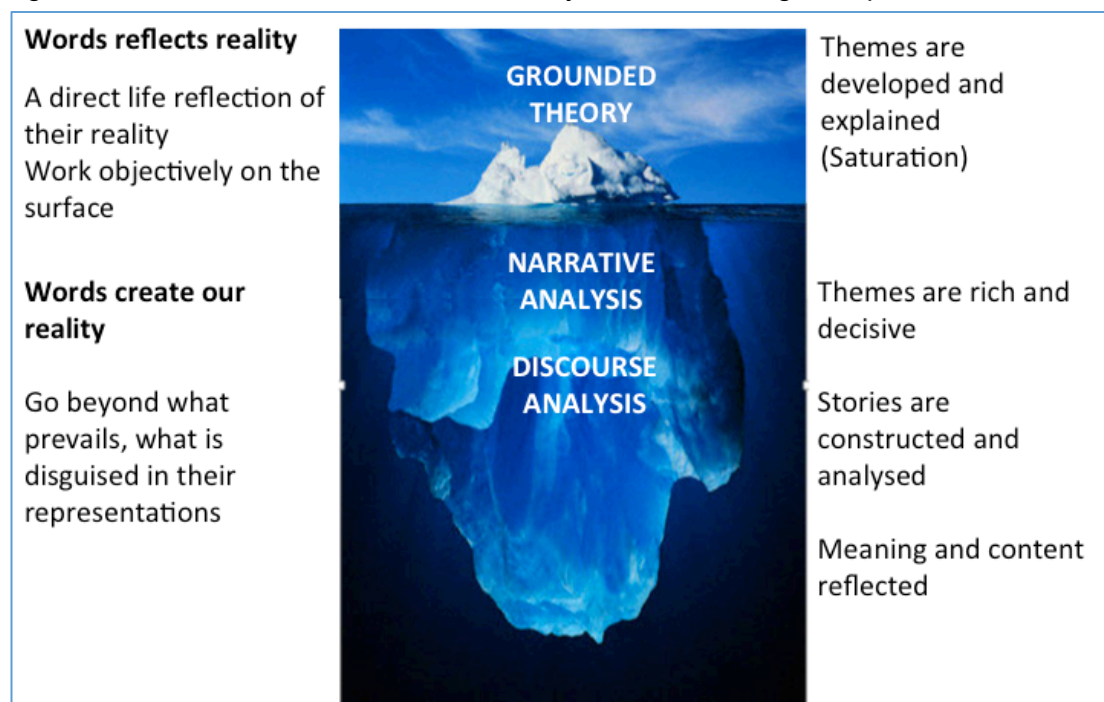 Words reflects reality
A direct life reflection of
their reality
Work objectively on the
surface
Words create our
reality
Go beyond what
prevails, what is
disguised in their
representations
GROUNDED
THEORY
NARRATIVE
ANALYSIS
DISCOURSE
ANALYSIS
Themes are
developed and
explained
(Saturation)
Themes are rich and
decisive
Stories are
constructed and
analysed
Meaning and content
reflected